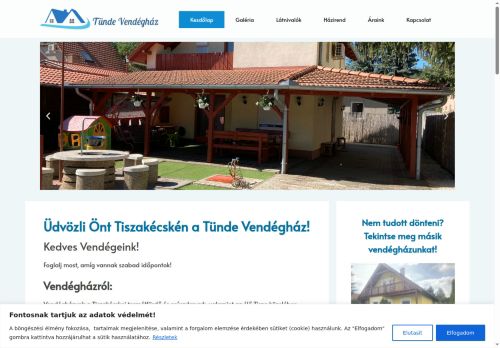 Tünde Vendégház
Kezdőlap
Galéria
Látnivalók
Házirend
Áraink
Kapcsolat
Üdvözli Önt Tiszakécskén a Tünde Vendégház!
Kedves Vendégeink!
Foglalj most, amíg vannak szabad időpontok!
Vendégházról:
Nem tudott dönteni?
Tekintse meg másik
vendégházunkat!
Fontosnak tartjuk az adatok védelmét!
A böngészési élmény fokozása, tartalmak megjelenítése, valamint a forgalom elemzése érdekében sütiket (cookie) használunk. Az "Elfogadom"
gombra kattintva hozzájárulhat a sütik használatához. Részletek
Elutasít
Elfogadom